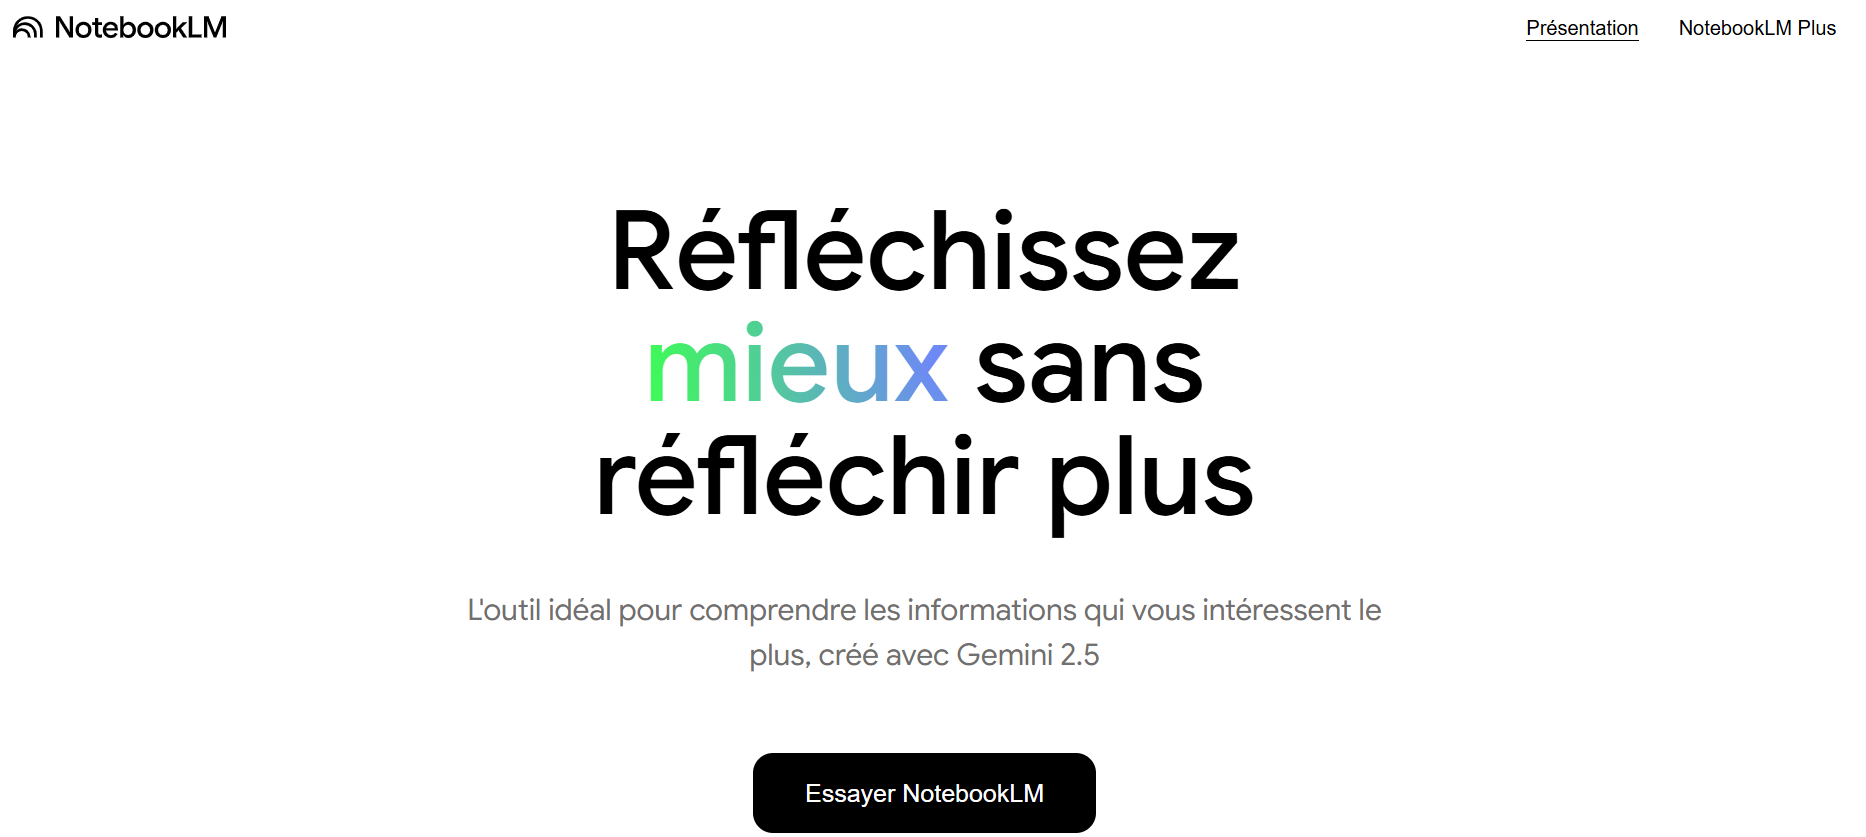 NotebookLM
Présentation
NotebookLM Plus
Réfléchissez
mieux sans
réfléchir plus
L'outil idéal pour comprendre les informations qui vous intéressent le
plus, créé avec Gemini 2.5
Essayer NotebookLM